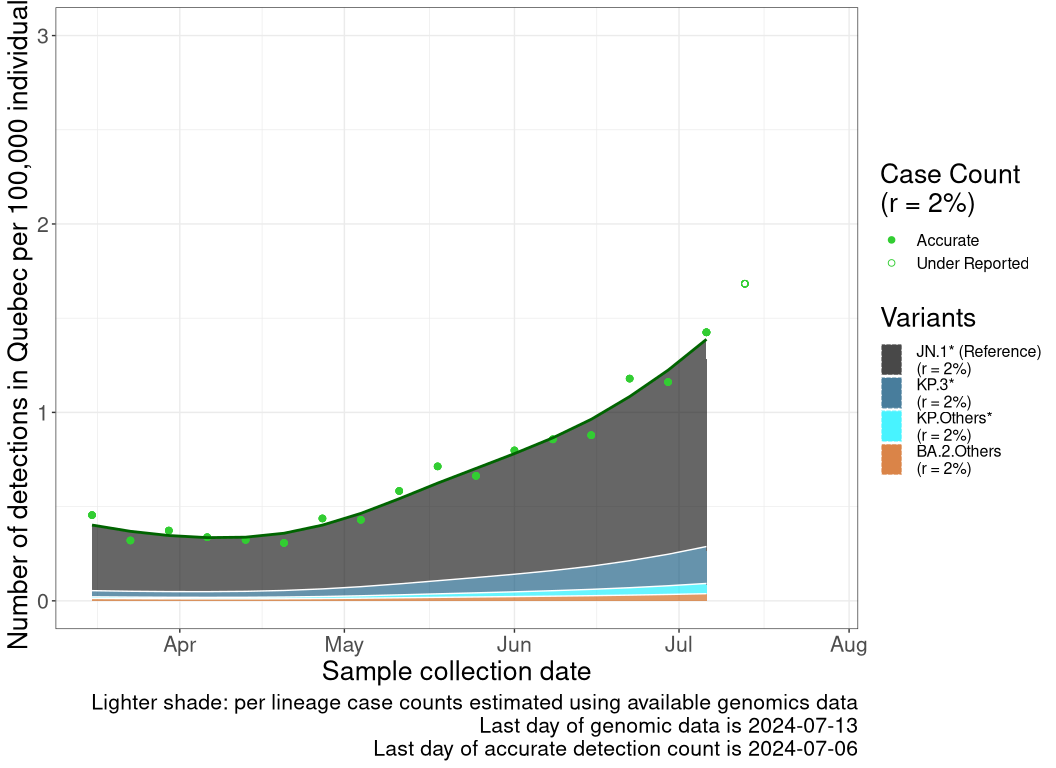 Number of detections in Quebec per 100,000 individual
3
2
1
0
Apr
May
Jun
Jul
Aug
Sample collection date
Lighter shade: per lineage case counts estimated using available genomics data
Last day of genomic data is 2024-07-13
Last day of accurate detection count is 2024-07-06
Case Count
(r = 2%)
Accurate
Under Reported
Variants
JN.1* (Reference)
(r = 2%)
KP.3*
(r = 2%)
KP.Others*
(r = 2%)
BA.2.Others
(r = 2%)